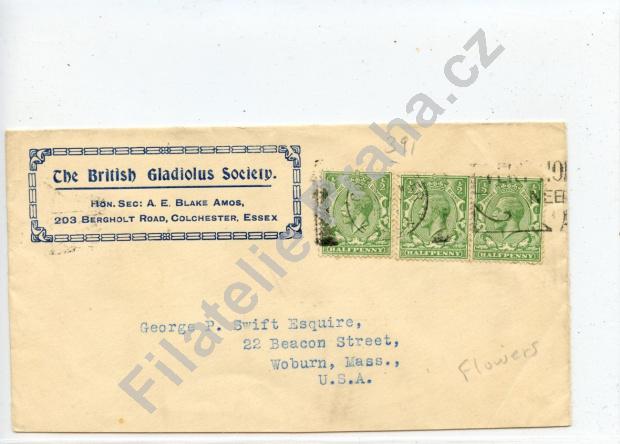 The British Gladiolus Society.
HON. SEC: A. E. BLAKE AMOS,
203 BERGHOLT ROAD, COLCHESTER, ESSEX
391
HALFPENNY HALFPENNY HALFPENNY
George P. Swift Esquire,
22 Beacon Street,
Woburn, Mass.,
U.S.A.
Flowers
Filatelie-Praha.cz